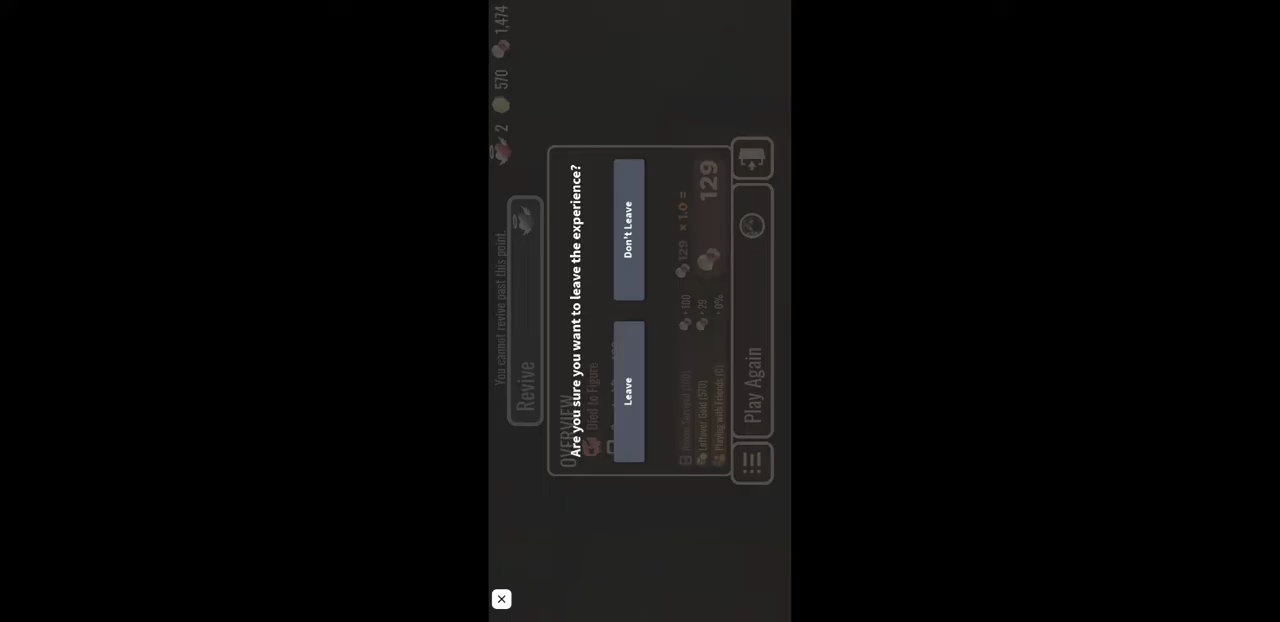 2 570 1,474
You cannot revive past this point.
Revive
OVERVIEW
Are you sure you want to leave the experience?
Died to Figure
Leave Don't Leave
+100
129 x 1.0 =
Leftover Gold (570) +29
129
Playing with Friends (0) +0%
Play Again